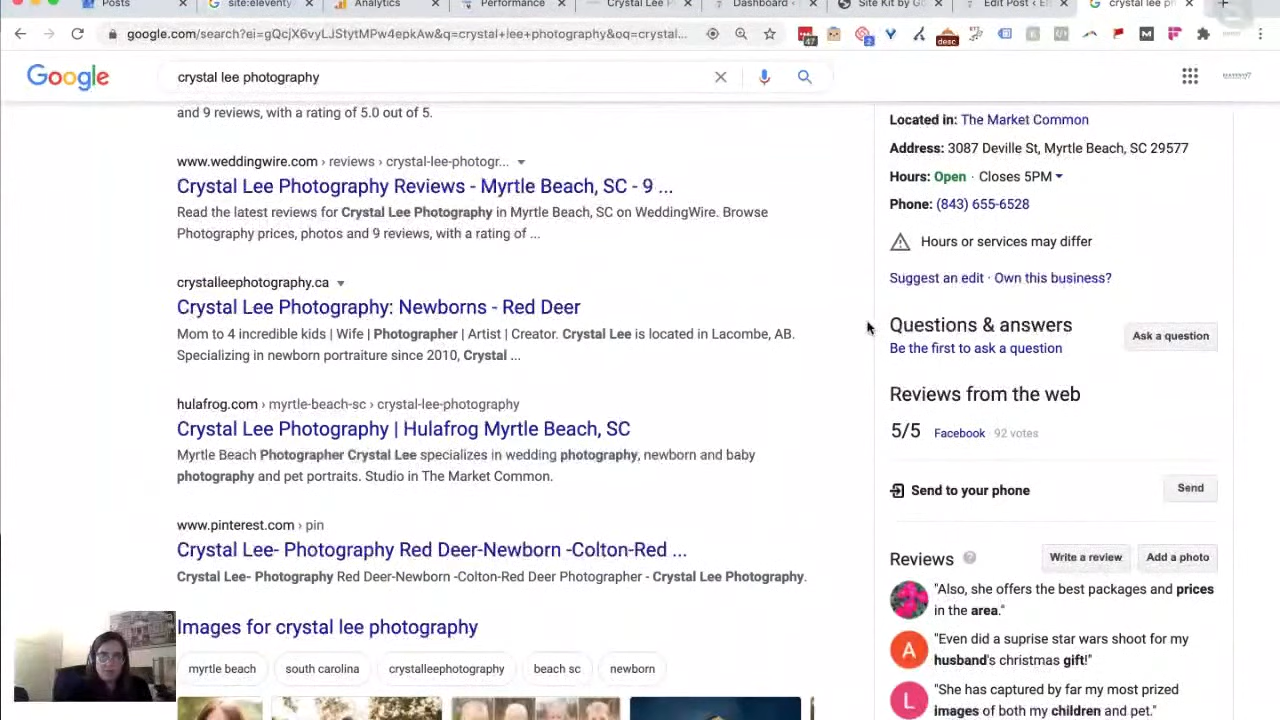 Posts
site:eleventy
Analytics
Performance
Crystal Lee P
Dashboard ‹
Site Kit by Go
Edit Post ‹ El
crystal lee ph
google.com/search?ei=gQcjX6vyLJStytMPw4epkAw&q=crystal+lee+photography&oq=crystal...
47
2
desc
Google
crystal lee photography
and 9 reviews, with a rating of 5.0 out of 5.
www.weddingwire.com › reviews › crystal-lee-photogr...
Crystal Lee Photography Reviews - Myrtle Beach, SC - 9 ...
Read the latest reviews for Crystal Lee Photography in Myrtle Beach, SC on WeddingWire. Browse
Photography prices, photos and 9 reviews, with a rating of ...
crystalleephotography.ca
Crystal Lee Photography: Newborns - Red Deer
Mom to 4 incredible kids | Wife | Photographer | Artist | Creator. Crystal Lee is located in Lacombe, AB.
Specializing in newborn portraiture since 2010, Crystal ...
hulafrog.com › myrtle-beach-sc › crystal-lee-photography
Crystal Lee Photography | Hulafrog Myrtle Beach, SC
Myrtle Beach Photographer Crystal Lee specializes in wedding photography, newborn and baby
photography and pet portraits. Studio in The Market Common.
www.pinterest.com › pin
Crystal Lee- Photography Red Deer-Newborn -Colton-Red ...
Crystal Lee- Photography Red Deer-Newborn -Colton-Red Deer Photographer - Crystal Lee Photography.
Images for crystal lee photography
myrtle beach
south carolina
crystalleephotography
beach sc
newborn
Located in: The Market Common
Address: 3087 Deville St, Myrtle Beach, SC 29577
Hours: Open · Closes 5PM
Phone: (843) 655-6528
Hours or services may differ
Suggest an edit · Own this business?
Questions & answers
Be the first to ask a question
Ask a question
Reviews from the web
5/5 Facebook 92 votes
Send to your phone
Send
Reviews
Write a review
Add a photo
"Also, she offers the best packages and prices
in the area."
A
"Even did a suprise star wars shoot for my
husband's christmas gift!"
L
"She has captured by far my most prized
images of both my children and pet."